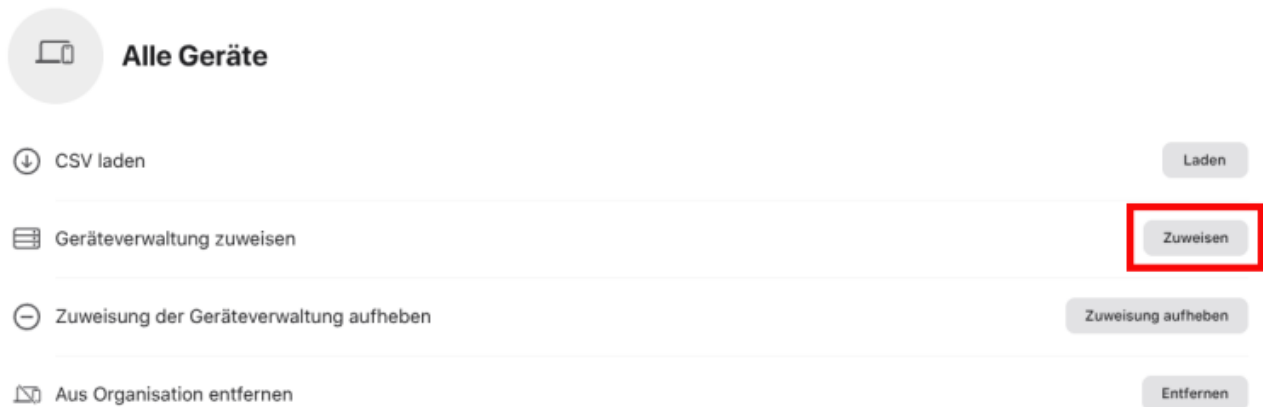 Alle Geräte
CSV laden
Laden
Geräteverwaltung zuweisen
Zuweisen
Zuweisung der Geräteverwaltung aufheben
Zuweisung aufheben
Aus Organisation entfernen
Entfernen